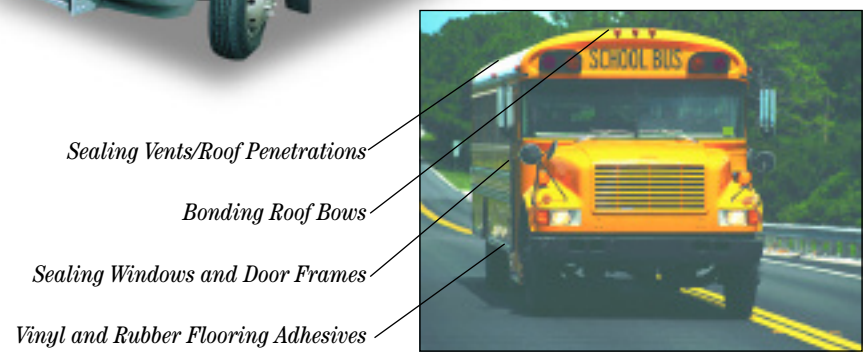 SCHOOL BUS
Sealing Vents/Roof Penetrations
Bonding Roof Bows
Sealing Windows and Door Frames
Vinyl and Rubber Flooring Adhesives